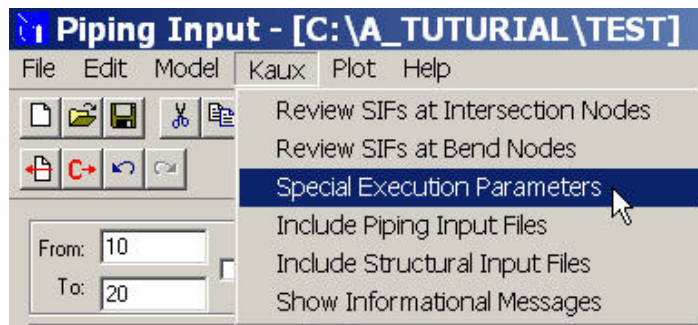 Piping Input - [C:\A_TUTURIAL\TEST]
File Edit Model Kaux Plot Help
Review SIFs at Intersection Nodes
Review SIFs at Bend Nodes
C+
Special Execution Parameters
Include Piping Input Files
From: 10
Include Structural Input Files
To: 20
Show Informational Messages